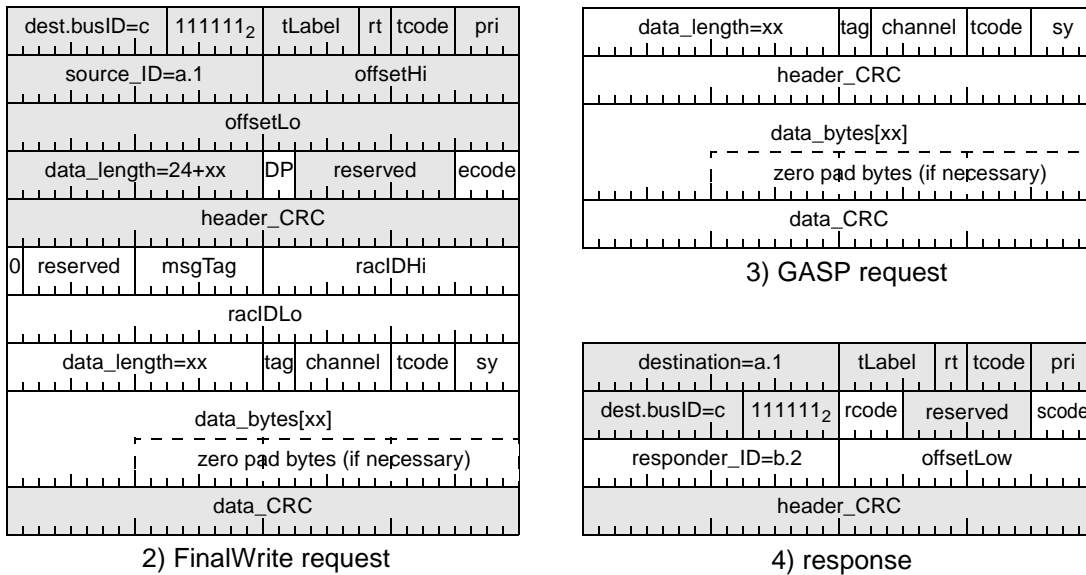 dest.busID=c 111111₂ tLabel rt tcode pri
source_ID=a.1 offsetHi
offsetLo
data_length=24+xx DP reserved ecode
header_CRC
0 reserved msgTag racIDHi
racIDLo
data_length=xx tag channel tcode sy
data_bytes[xx]
zero pad bytes (if necessary)
data_CRC
2) FinalWrite request
data_length=xx tag channel tcode sy
header_CRC
data_bytes[xx]
zero pad bytes (if necessary)
data_CRC
3) GASP request
destination=a.1 tLabel rt tcode pri
dest.busID=c 111111₂ rcode reserved scode
responder_ID=b.2 offsetLow
header_CRC
4) response